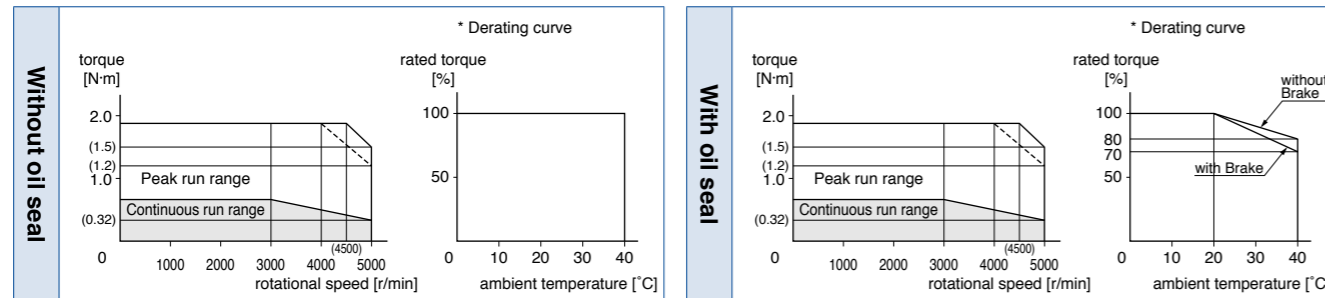 Without oil seal
* Derating curve
torque
[N·m]
2.0
(1.5)
(1.2)
1.0
(0.32)
0
Peak run range
Continuous run range
(4500)
1000 2000 3000 4000 5000
rotational speed [r/min]
rated torque
[%]
100
50
0 10 20 30 40
ambient temperature [˚C]
With oil seal
* Derating curve
torque
[N·m]
2.0
(1.5)
(1.2)
1.0
(0.32)
0
Peak run range
Continuous run range
(4500)
1000 2000 3000 4000 5000
rotational speed [r/min]
rated torque
[%]
without
Brake
100
80
70
50
with Brake
0 10 20 30 40
ambient temperature [˚C]